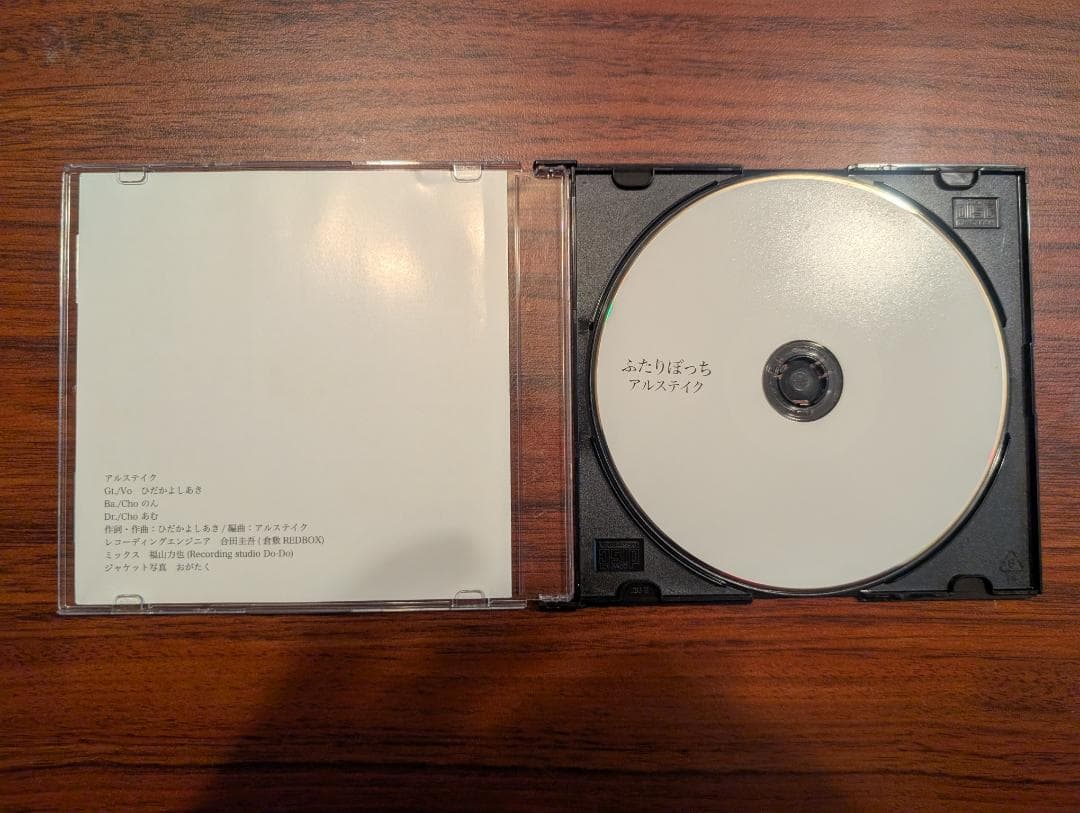 アルステイク
Gt./Vo　ひだかよしあき
Ba./Cho のん
Dr./Cho あむ
作詞・作曲：ひだかよしあき / 編曲：アルステイク
レコーディングエンジニア　合田圭吾 ( 倉敷 REDBOX)
ミックス　福山力也 (Recording studio Do-Do)
ジャケット写真　おがたく
ふたりぼっち
アルステイク